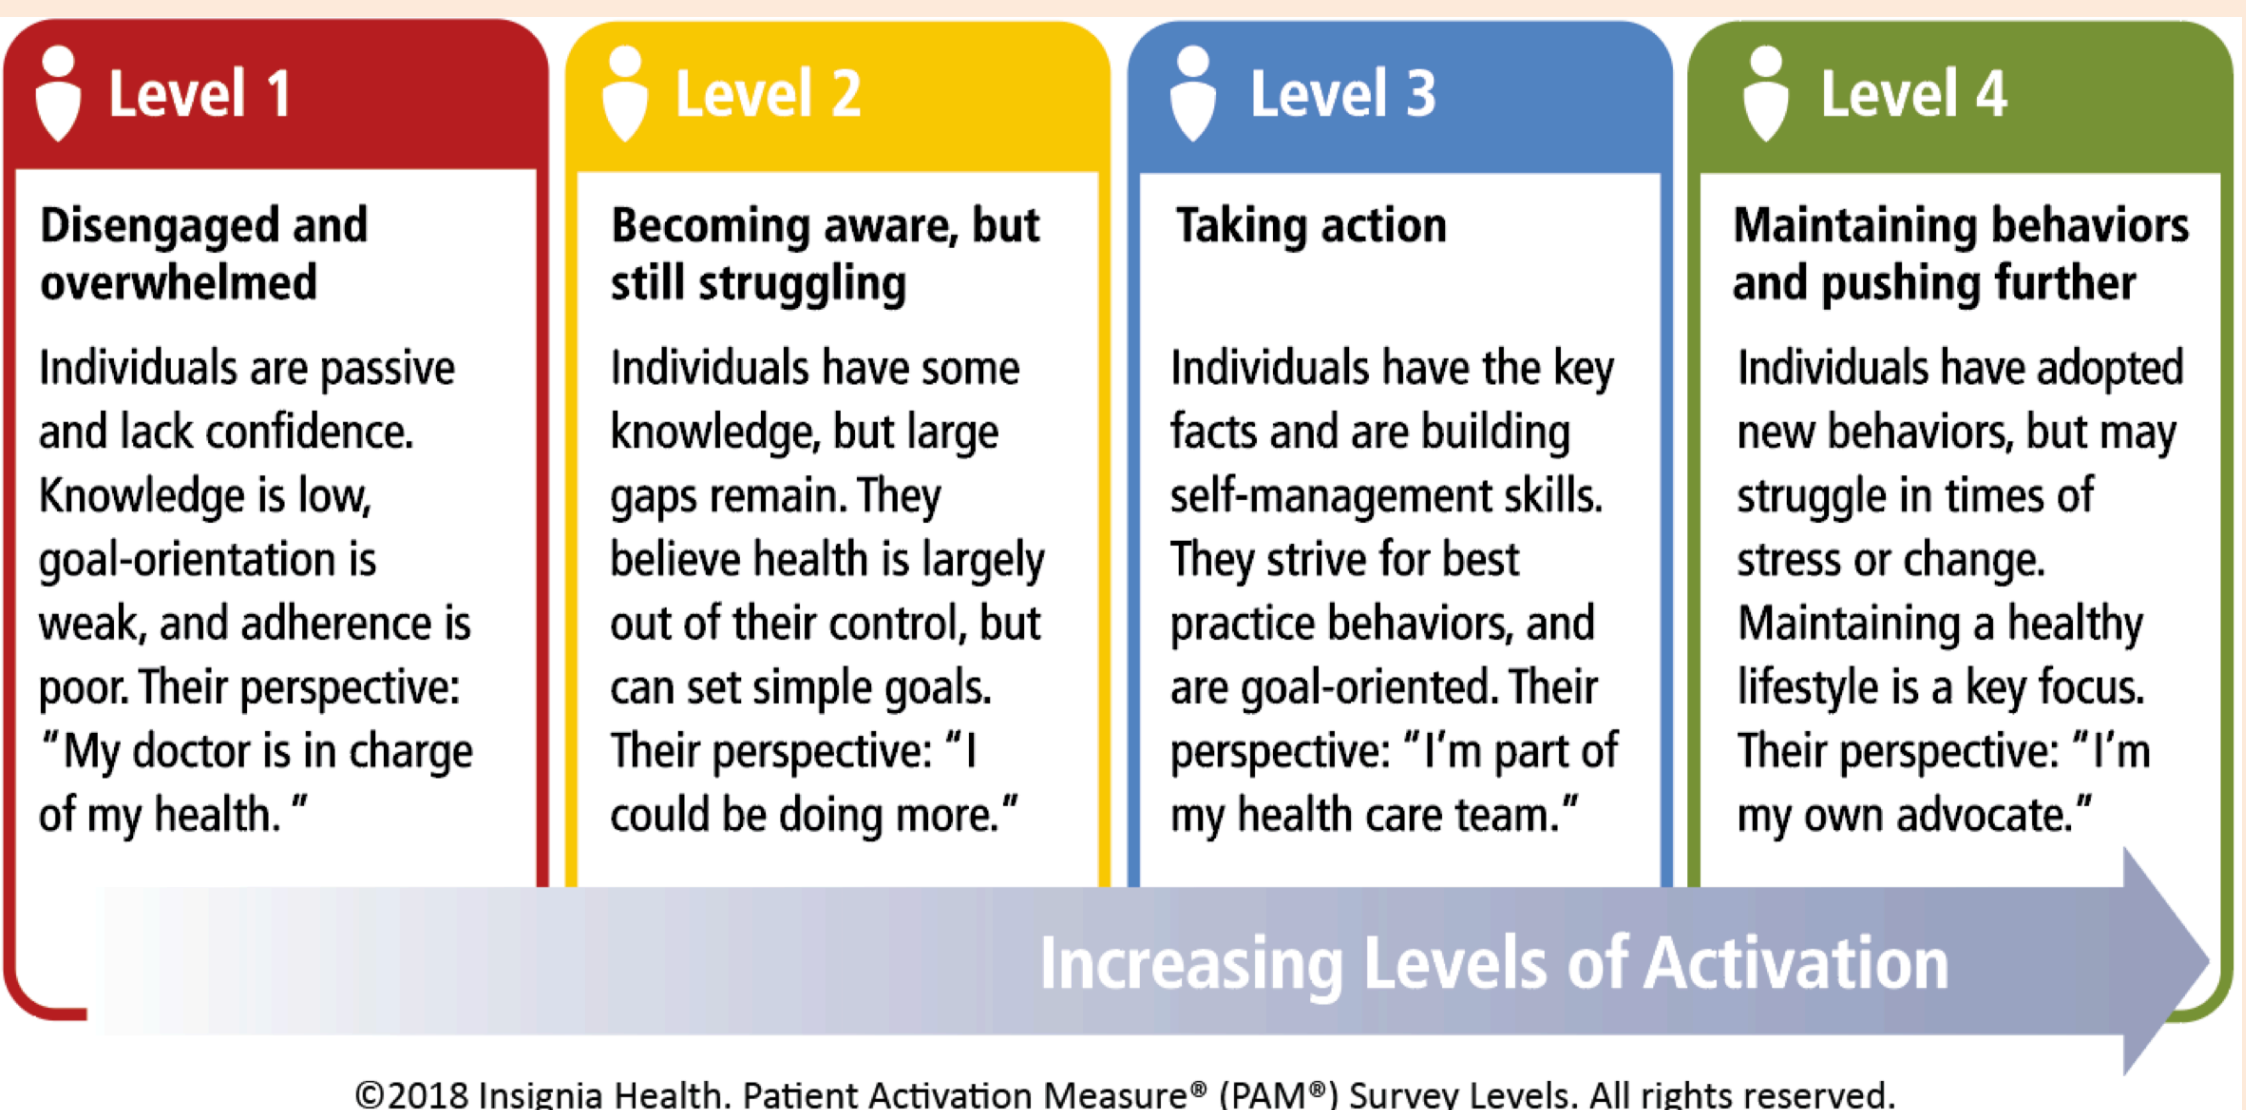 Level 1
Disengaged and
overwhelmed
Individuals are passive
and lack confidence.
Knowledge is low,
goal-orientation is
weak, and adherence is
poor. Their perspective:
“My doctor is in charge
of my health. ”
Level 2
Becoming aware, but
still struggling
Individuals have some
knowledge, but large
gaps remain. They
believe health is largely
out of their control, but
can set simple goals.
Their perspective: “I
could be doing more.”
Level 3
Taking action
Individuals have the key
facts and are building
self-management skills.
They strive for best
practice behaviors, and
are goal-oriented. Their
perspective: “I’m part of
my health care team.”
Level 4
Maintaining behaviors
and pushing further
Individuals have adopted
new behaviors, but may
struggle in times of
stress or change.
Maintaining a healthy
lifestyle is a key focus.
Their perspective: “I’m
my own advocate.”
Increasing Levels of Activation
©2018 Insignia Health. Patient Activation Measure® (PAM®) Survey Levels. All rights reserved.